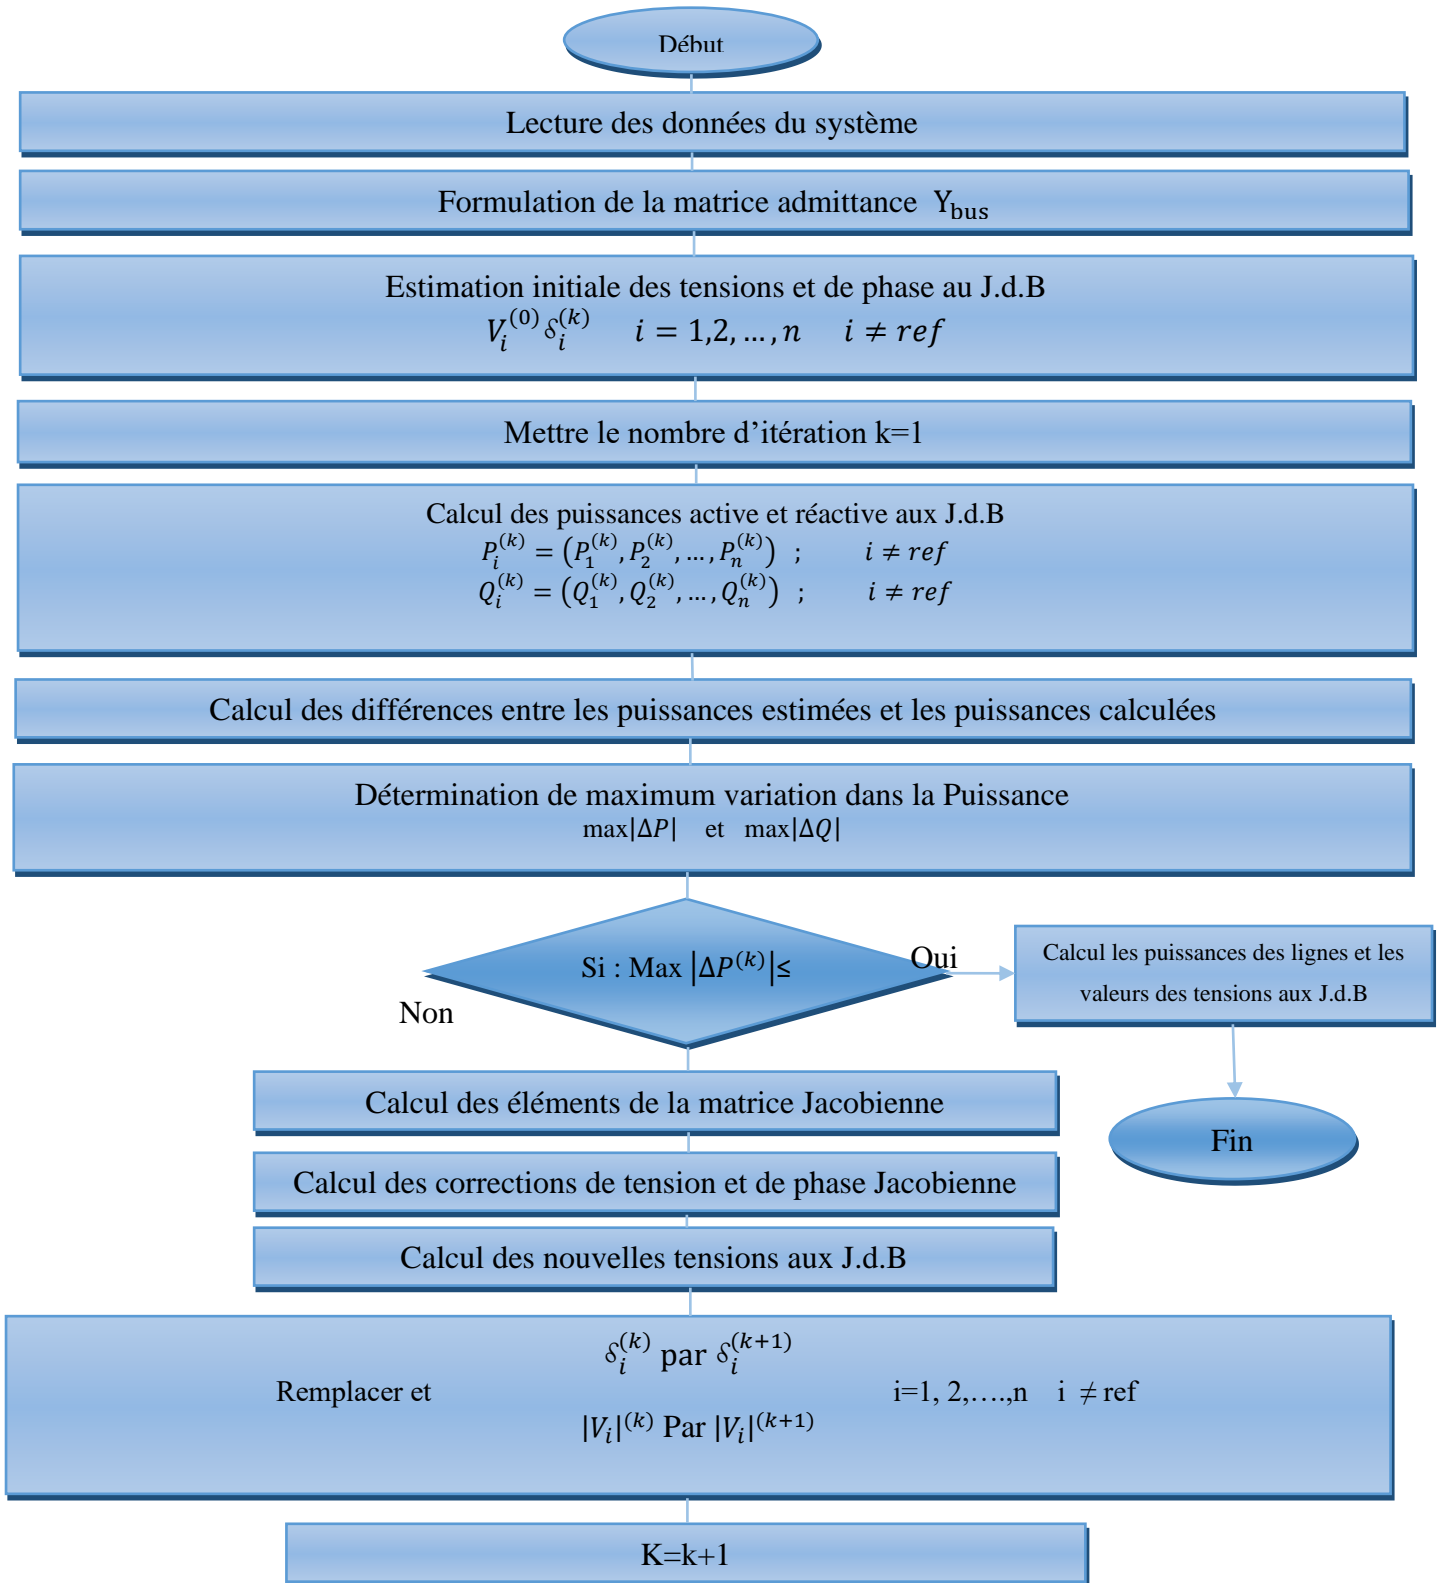 Début
Lecture des données du système
Formulation de la matrice admittance Y_bus
Estimation initiale des tensions et de phase au J.d.B
V_i^(0) δ_i^(k) i = 1,2, … , n i ≠ ref
Mettre le nombre d’itération k=1
Calcul des puissances active et réactive aux J.d.B
P_i^(k) = (P_1^(k), P_2^(k), … , P_n^(k)) ; i ≠ ref
Q_i^(k) = (Q_1^(k), Q_2^(k), … , Q_n^(k)) ; i ≠ ref
Calcul des différences entre les puissances estimées et les puissances calculées
Détermination de maximum variation dans la Puissance
max|ΔP| et max|ΔQ|
Si : Max |ΔP^(k)|≤
Oui
Non
Calcul les puissances des lignes et les
valeurs des tensions aux J.d.B
Fin
Calcul des éléments de la matrice Jacobienne
Calcul des corrections de tension et de phase Jacobienne
Calcul des nouvelles tensions aux J.d.B
δ_i^(k) par δ_i^(k+1)
Remplacer et i=1, 2,….,n i ≠ ref
|V_i|^(k) Par |V_i|^(k+1)
K=k+1